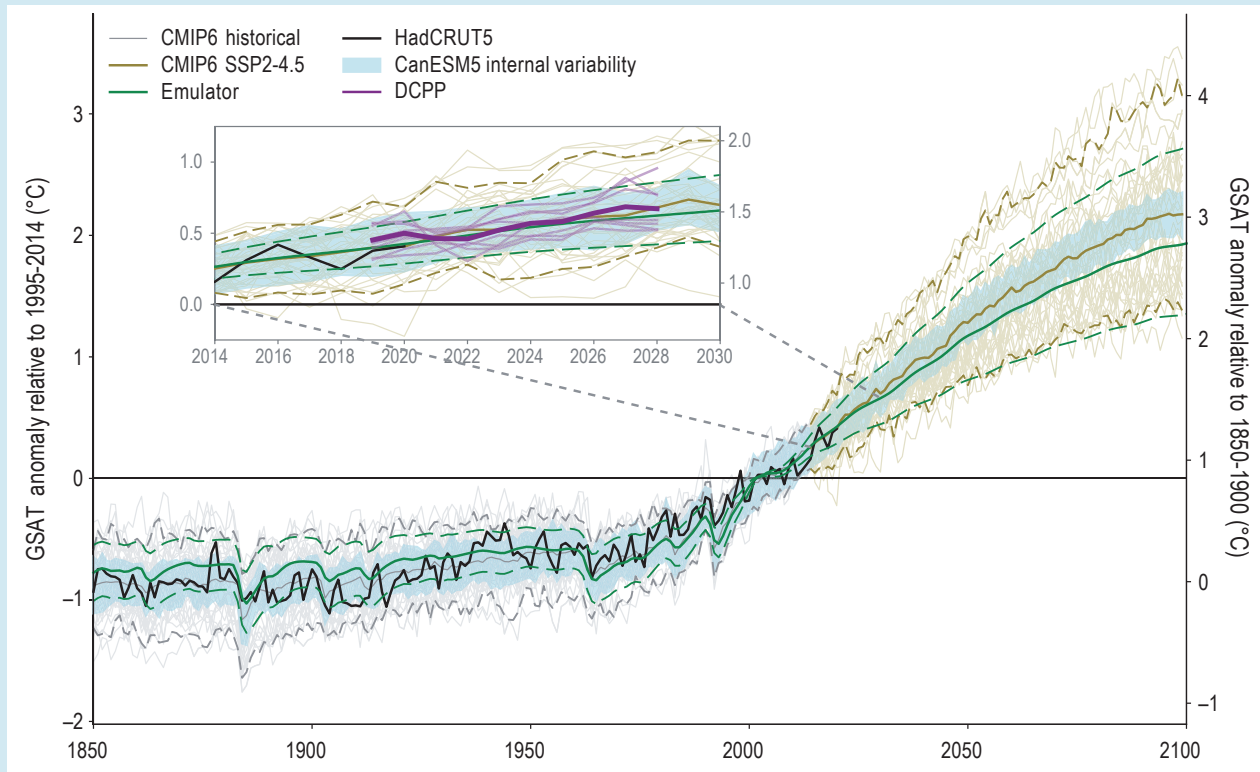 CMIP6 historical
CMIP6 SSP2-4.5
Emulator
HadCRUT5
CanESM5 internal variability
DCPP
GSAT anomaly relative to 1995-2014 (°C)
3
2
1
0
–1
–2
1.0
0.5
0.0
2.0
1.5
1.0
2014 2016 2018 2020 2022 2024 2026 2028 2030
4
3
2
1
0
–1
GSAT anomaly relative to 1850-1900 (°C)
1850 1900 1950 2000 2050 2100